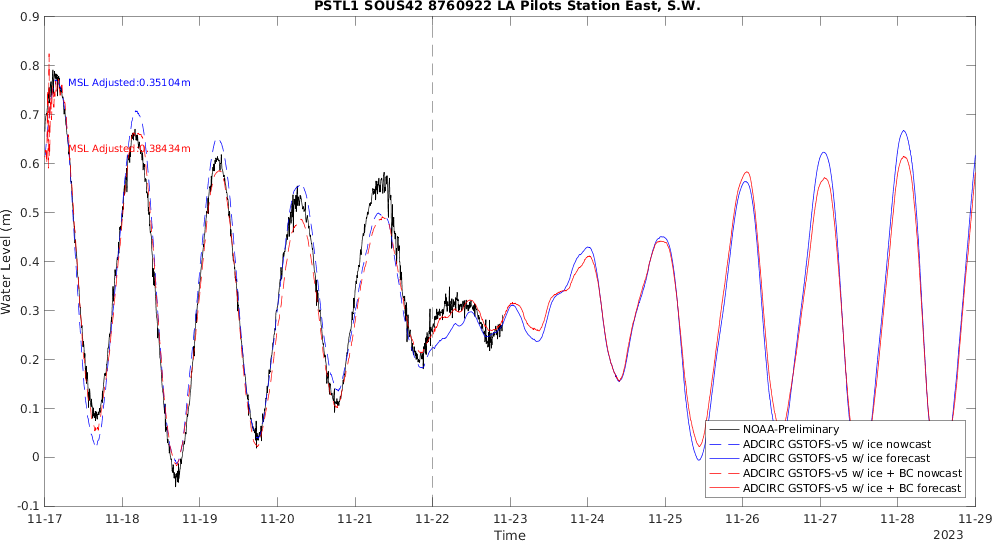 PSTL1 SOUS42 8760922 LA Pilots Station East, S.W.
0.9
0.8
0.7
0.6
0.5
0.4
0.3
0.2
0.1
0
-0.1
Water Level (m)
MSL Adjusted:0.35104m
MSL Adjusted:0.38434m
NOAA-Preliminary
ADCIRC GSTOFS-v5 w/ ice nowcast
ADCIRC GSTOFS-v5 w/ ice forecast
ADCIRC GSTOFS-v5 w/ ice + BC nowcast
ADCIRC GSTOFS-v5 w/ ice + BC forecast
11-17 11-18 11-19 11-20 11-21 11-22 11-23 11-24 11-25 11-26 11-27 11-28 11-29
Time
2023